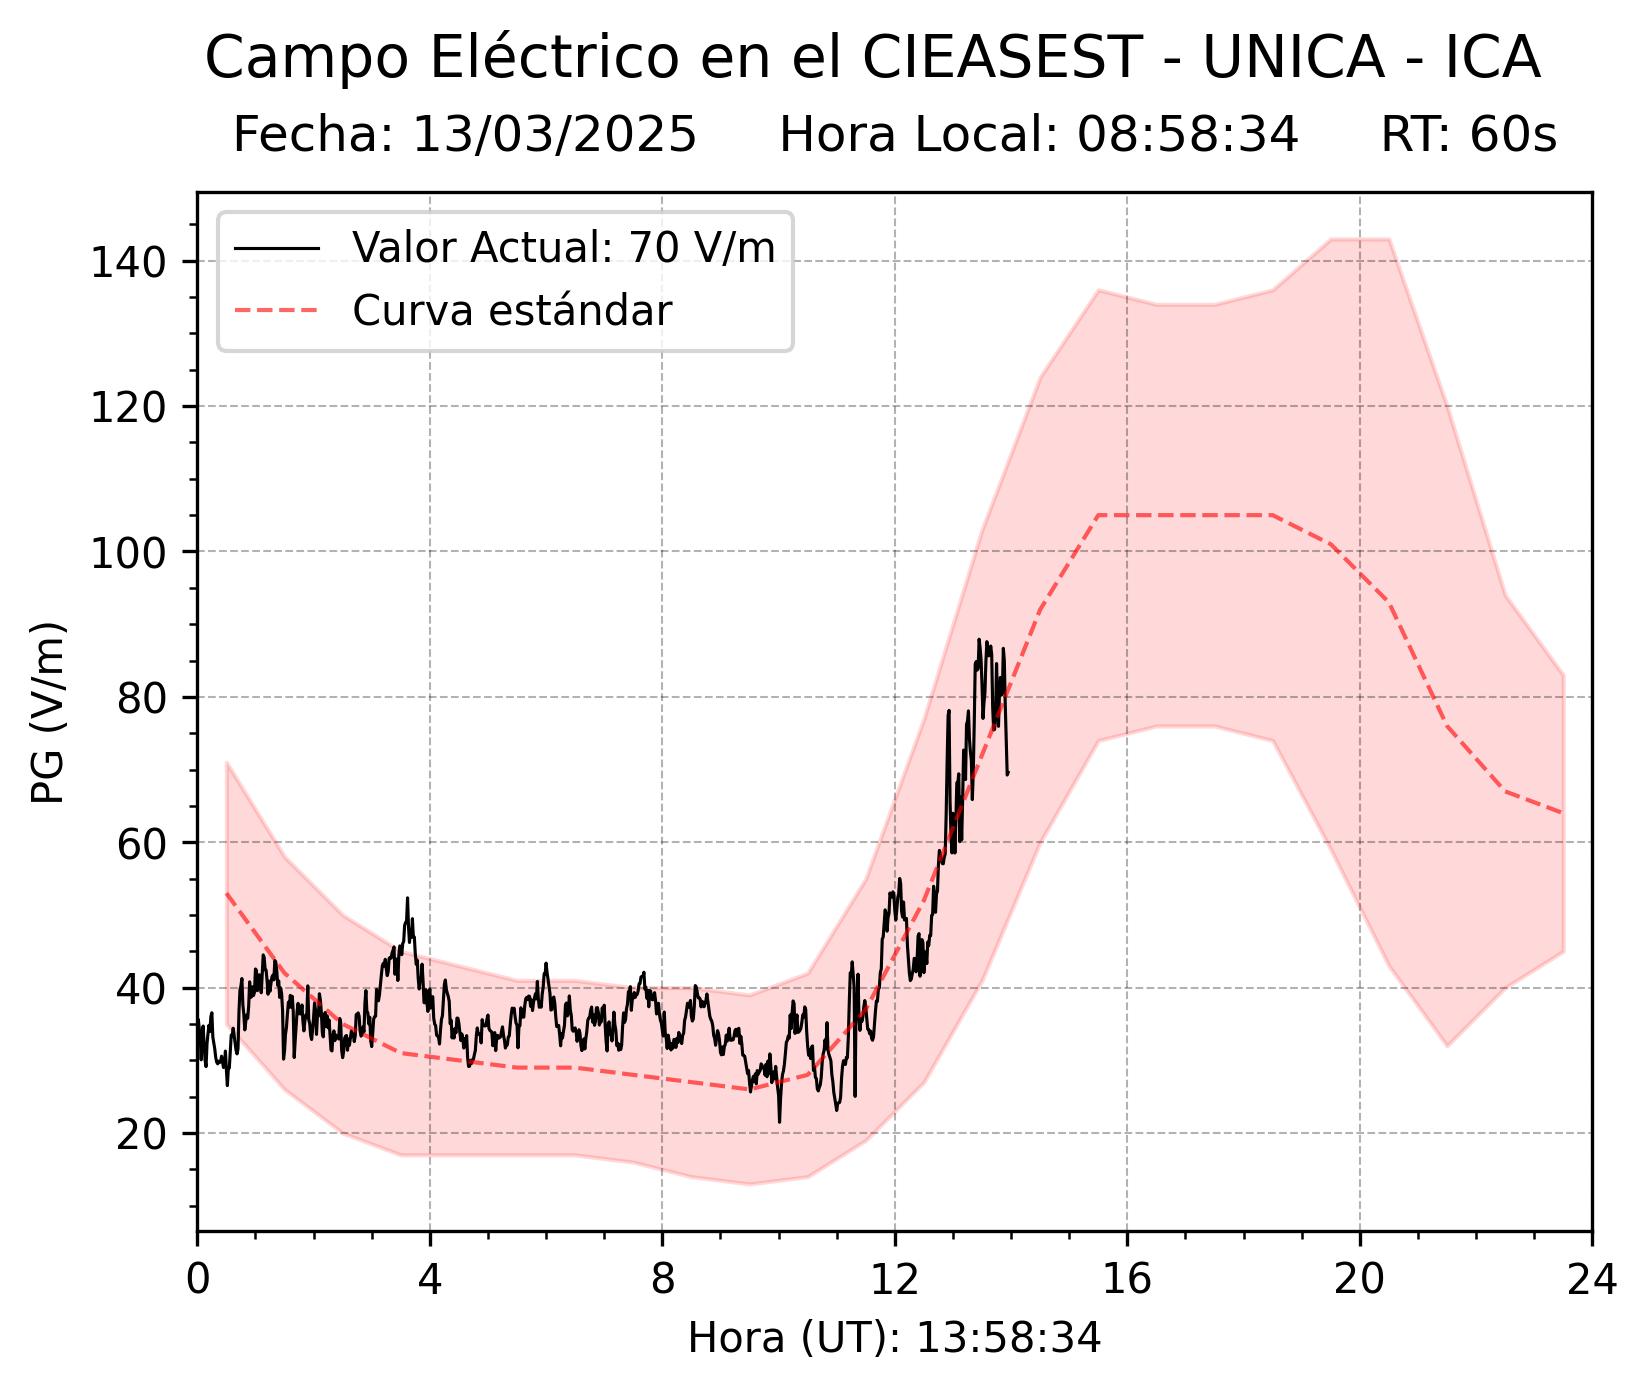 Campo Eléctrico en el CIEASEST - UNICA - ICA
Fecha: 13/03/2025 Hora Local: 08:58:34 RT: 60s
Valor Actual: 70 V/m
Curva estándar
140
120
100
80
60
40
20
PG (V/m)
0 4 8 12 16 20 24
Hora (UT): 13:58:34